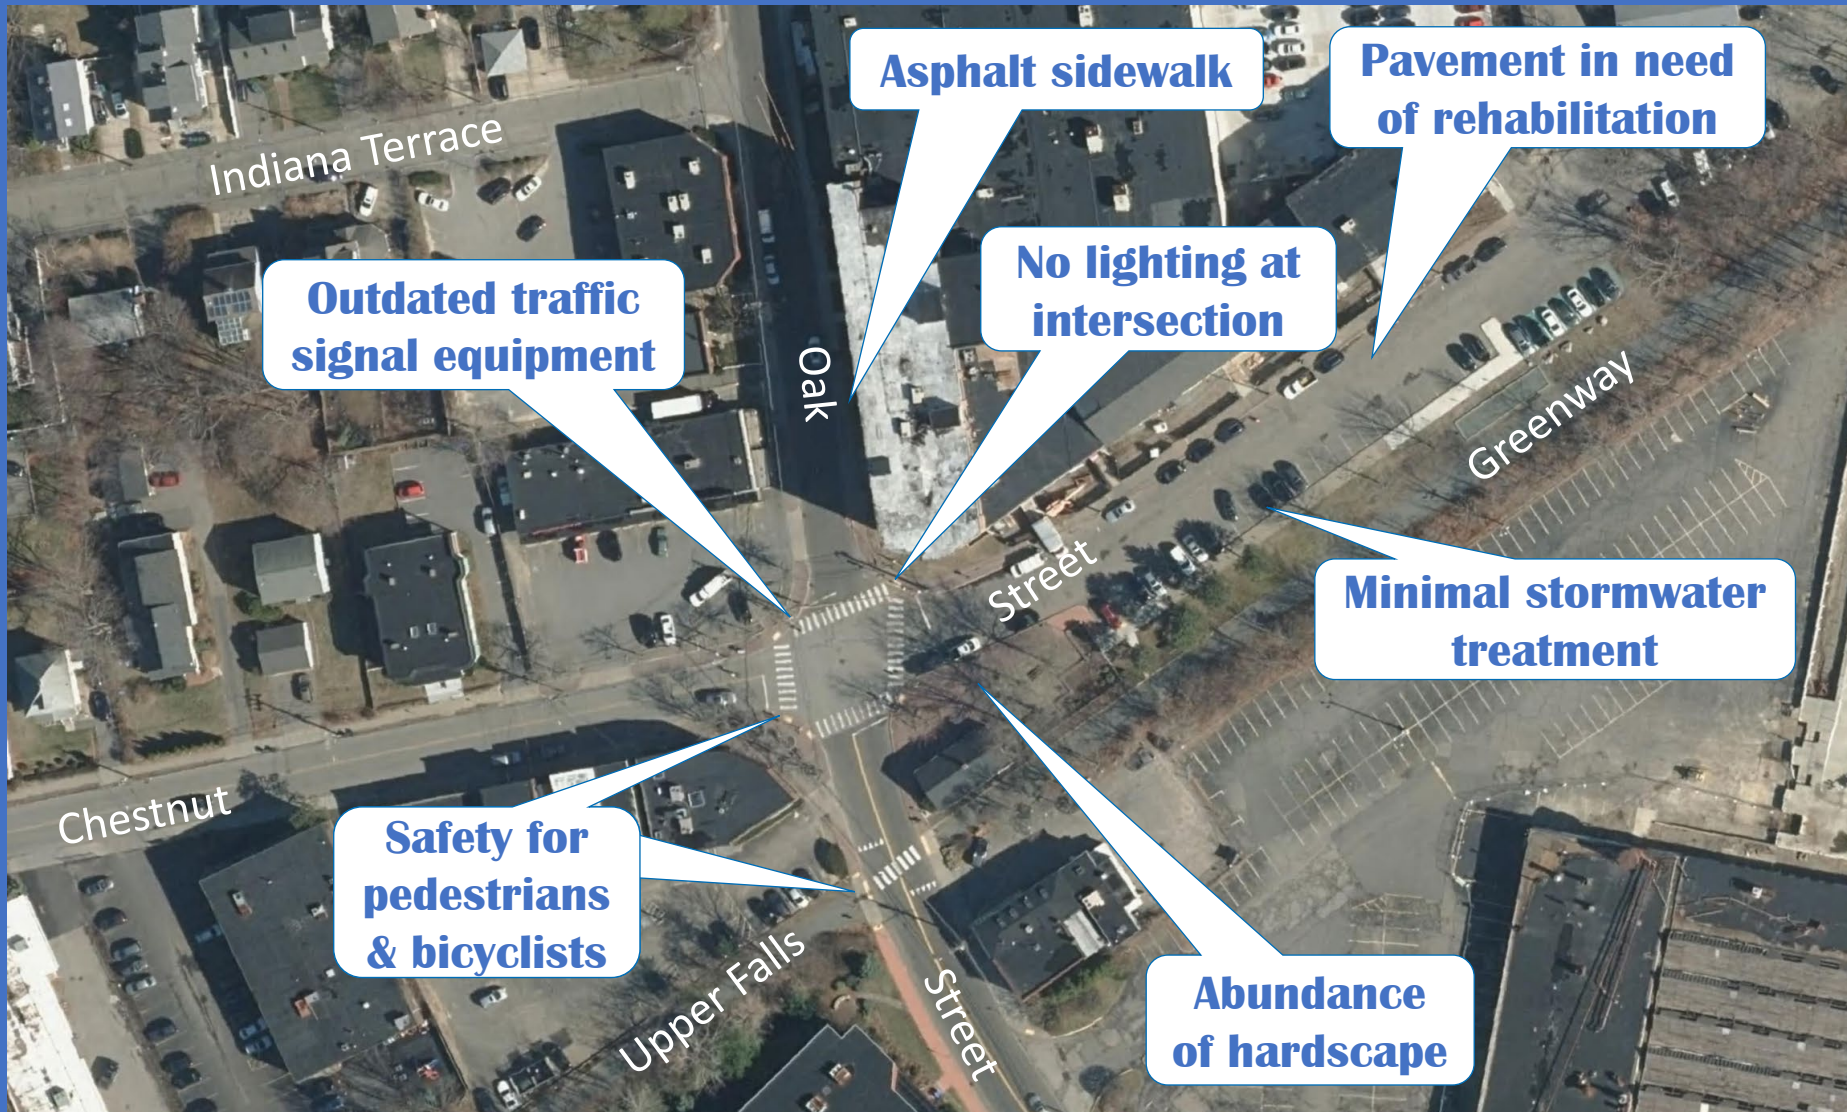 Asphalt sidewalk
Pavement in need
of rehabilitation
Indiana Terrace
No lighting at
intersection
Outdated traffic
signal equipment
Oak
Greenway
Street
Minimal stormwater
treatment
Chestnut
Safety for
pedestrians
& bicyclists
Upper Falls
Street
Abundance
of hardscape